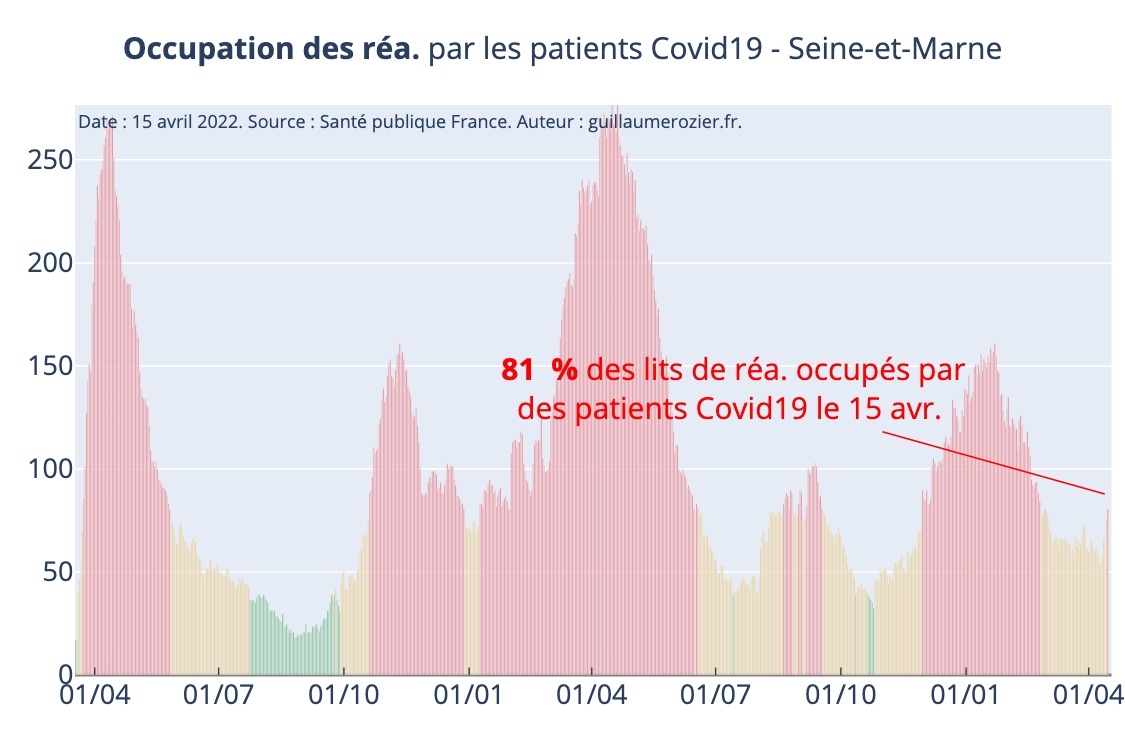 Occupation des réa. par les patients Covid19 - Seine-et-Marne
Date : 15 avril 2022. Source : Santé publique France. Auteur : guillaumerozier.fr.
250
200
150
100
50
0
81 % des lits de réa. occupés par
des patients Covid19 le 15 avr.
01/04 01/07 01/10 01/01 01/04 01/07 01/10 01/01 01/04